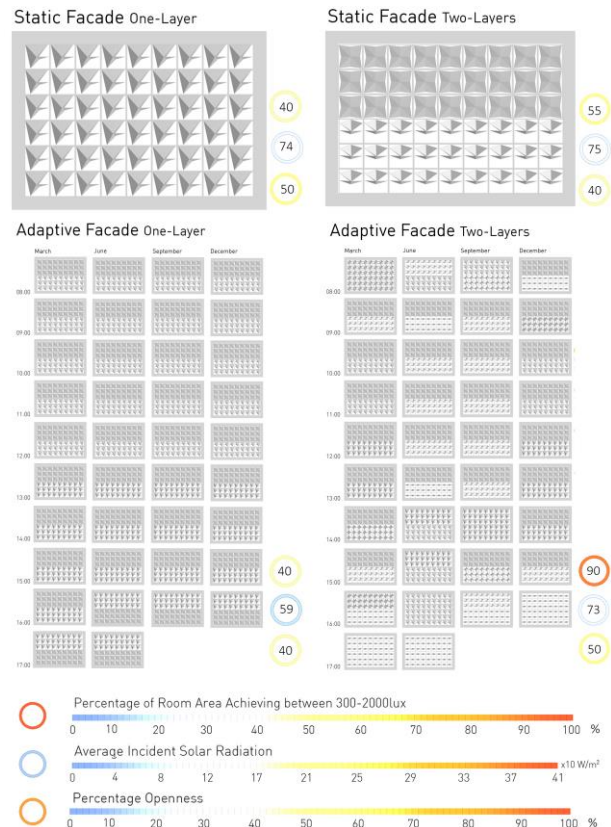 Static Facade One-Layer
Static Facade Two-Layers
40
74
50
55
75
40
Adaptive Facade One-Layer
March June September December
08:00
09:00
10:00
11:00
12:00
13:00
14:00
15:00
16:00
17:00
40
59
40
Adaptive Facade Two-Layers
March June September December
08:00
09:00
10:00
11:00
12:00
13:00
14:00
15:00
16:00
17:00
90
73
50
Percentage of Room Area Achieving between 300-2000lux
0 10 20 30 40 50 60 70 80 90 100 %
Average Incident Solar Radiation
x10 W/m²
0 4 8 12 17 21 25 29 33 37 41
Percentage Openness
0 10 20 30 40 50 60 70 80 90 100 %